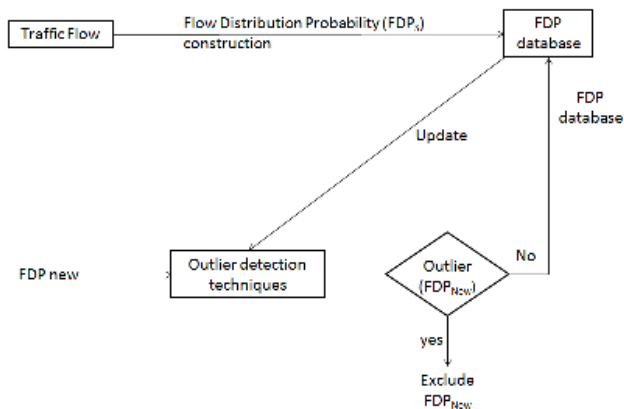 Traffic Flow
Flow Distribution Probability (FDPs)
construction
FDP
database
FDP
database
Update
FDP new
Outlier detection
techniques
Outlier
(FDPNew)
No
yes
Exclude
FDPNew